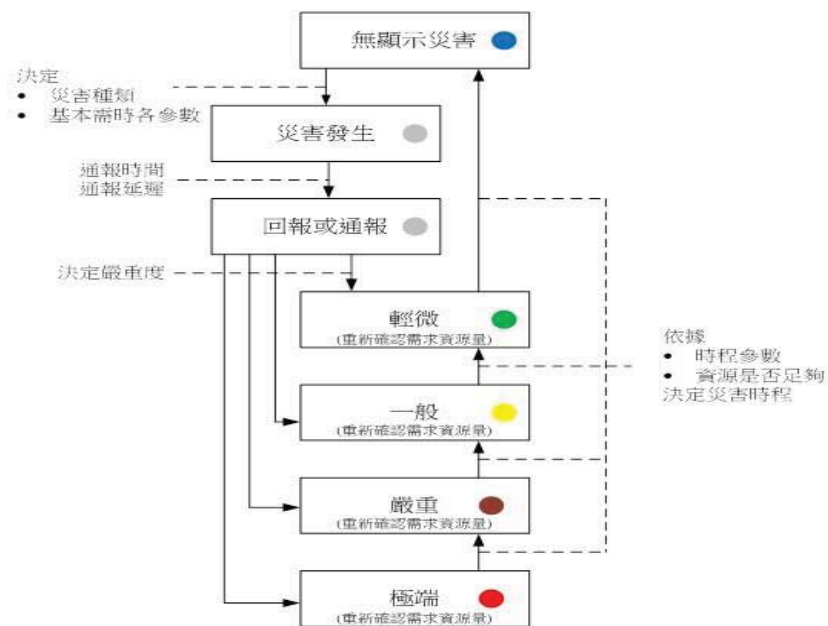 無顯示災害
決定
• 災害種類
• 基本需時各參數
災害發生
通報時間
通報延遲
回報或通報
決定嚴重度
輕微
(重新確認需求資源量)
依據
• 時程參數
• 資源是否足夠
決定災害時程
一般
(重新確認需求資源量)
嚴重
(重新確認需求資源量)
極端
(重新確認需求資源量)